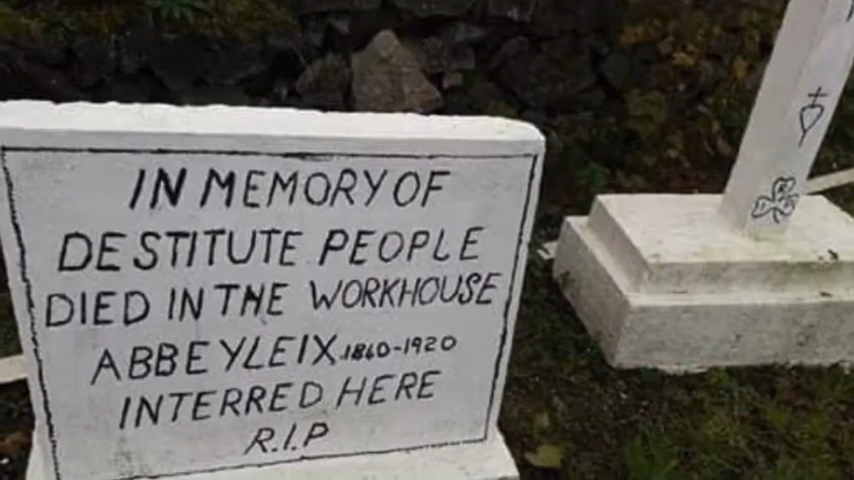 IN MEMORY OF
DESTITUTE PEOPLE
DIED IN THE WORKHOUSE
ABBEYLEIX 1860-1920
INTERRED HERE
R.I.P